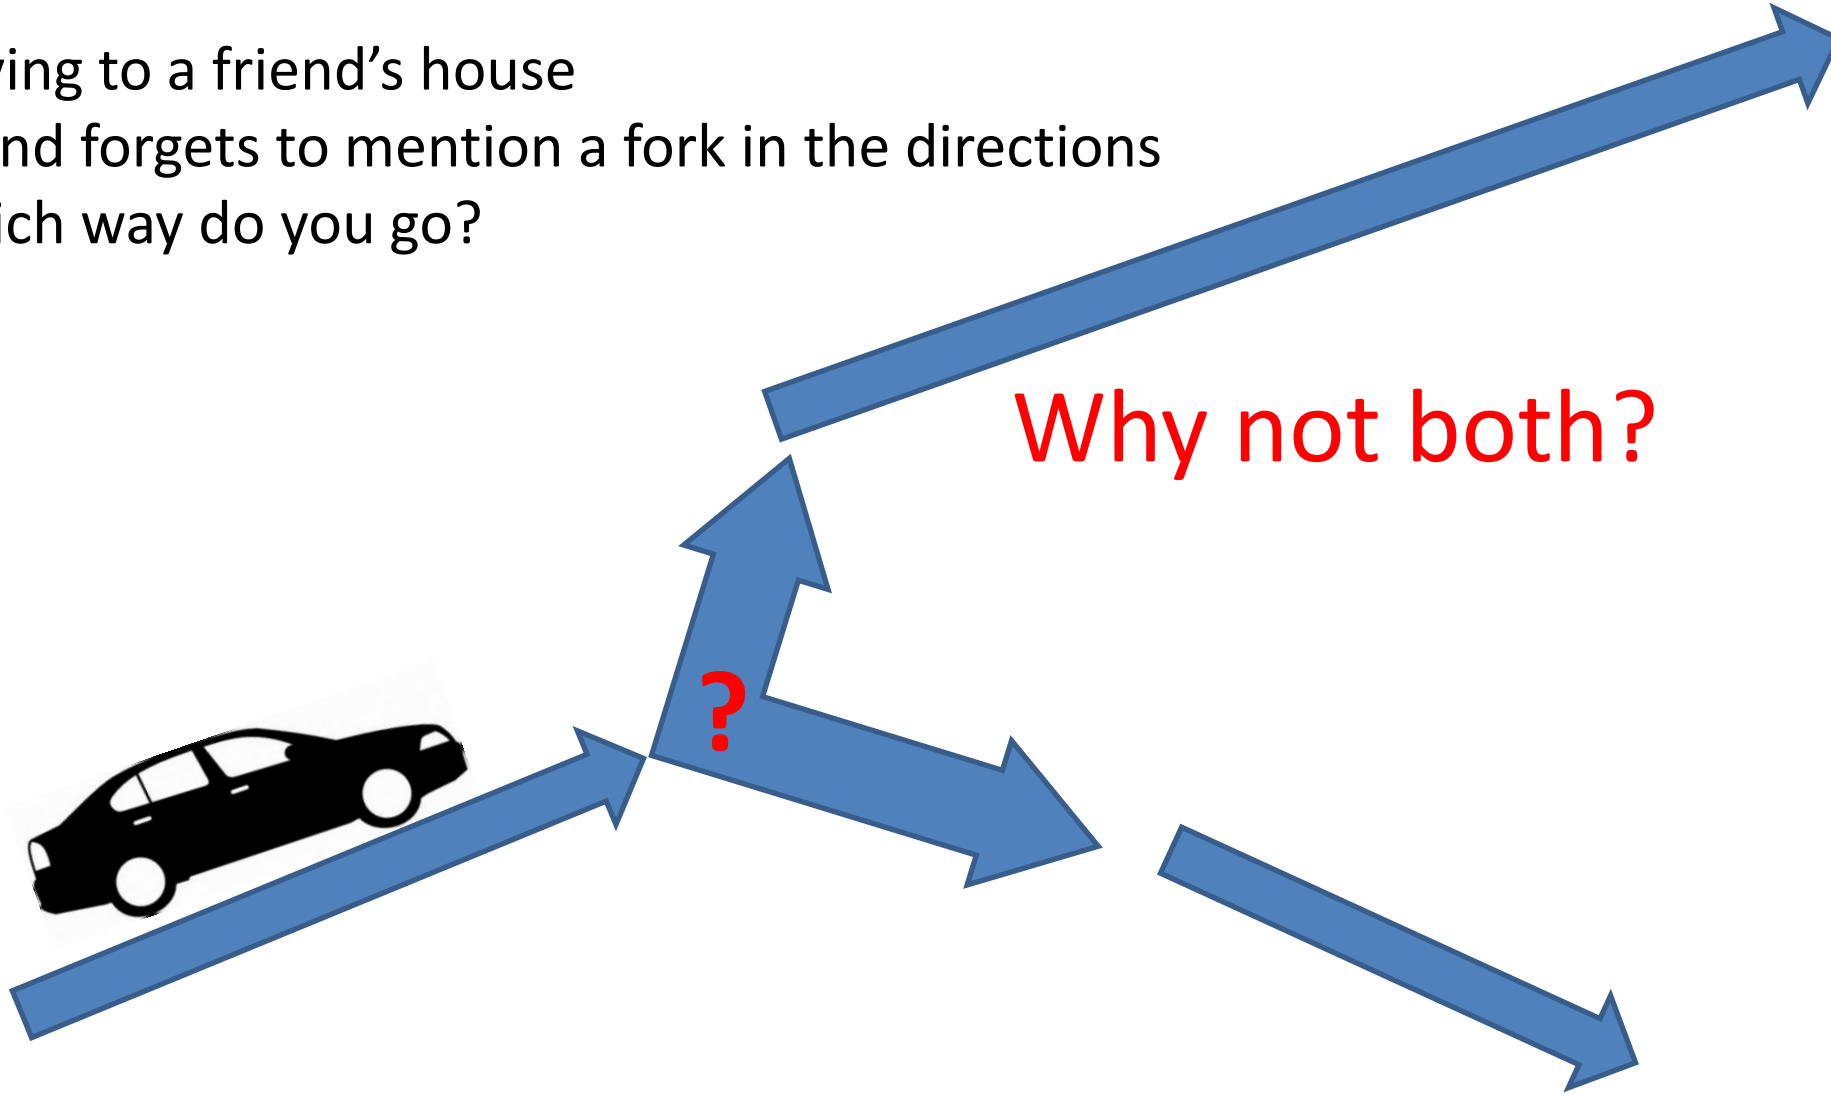 ving to a friend’s house
nd forgets to mention a fork in the directions
ich way do you go?
Why not both?
?